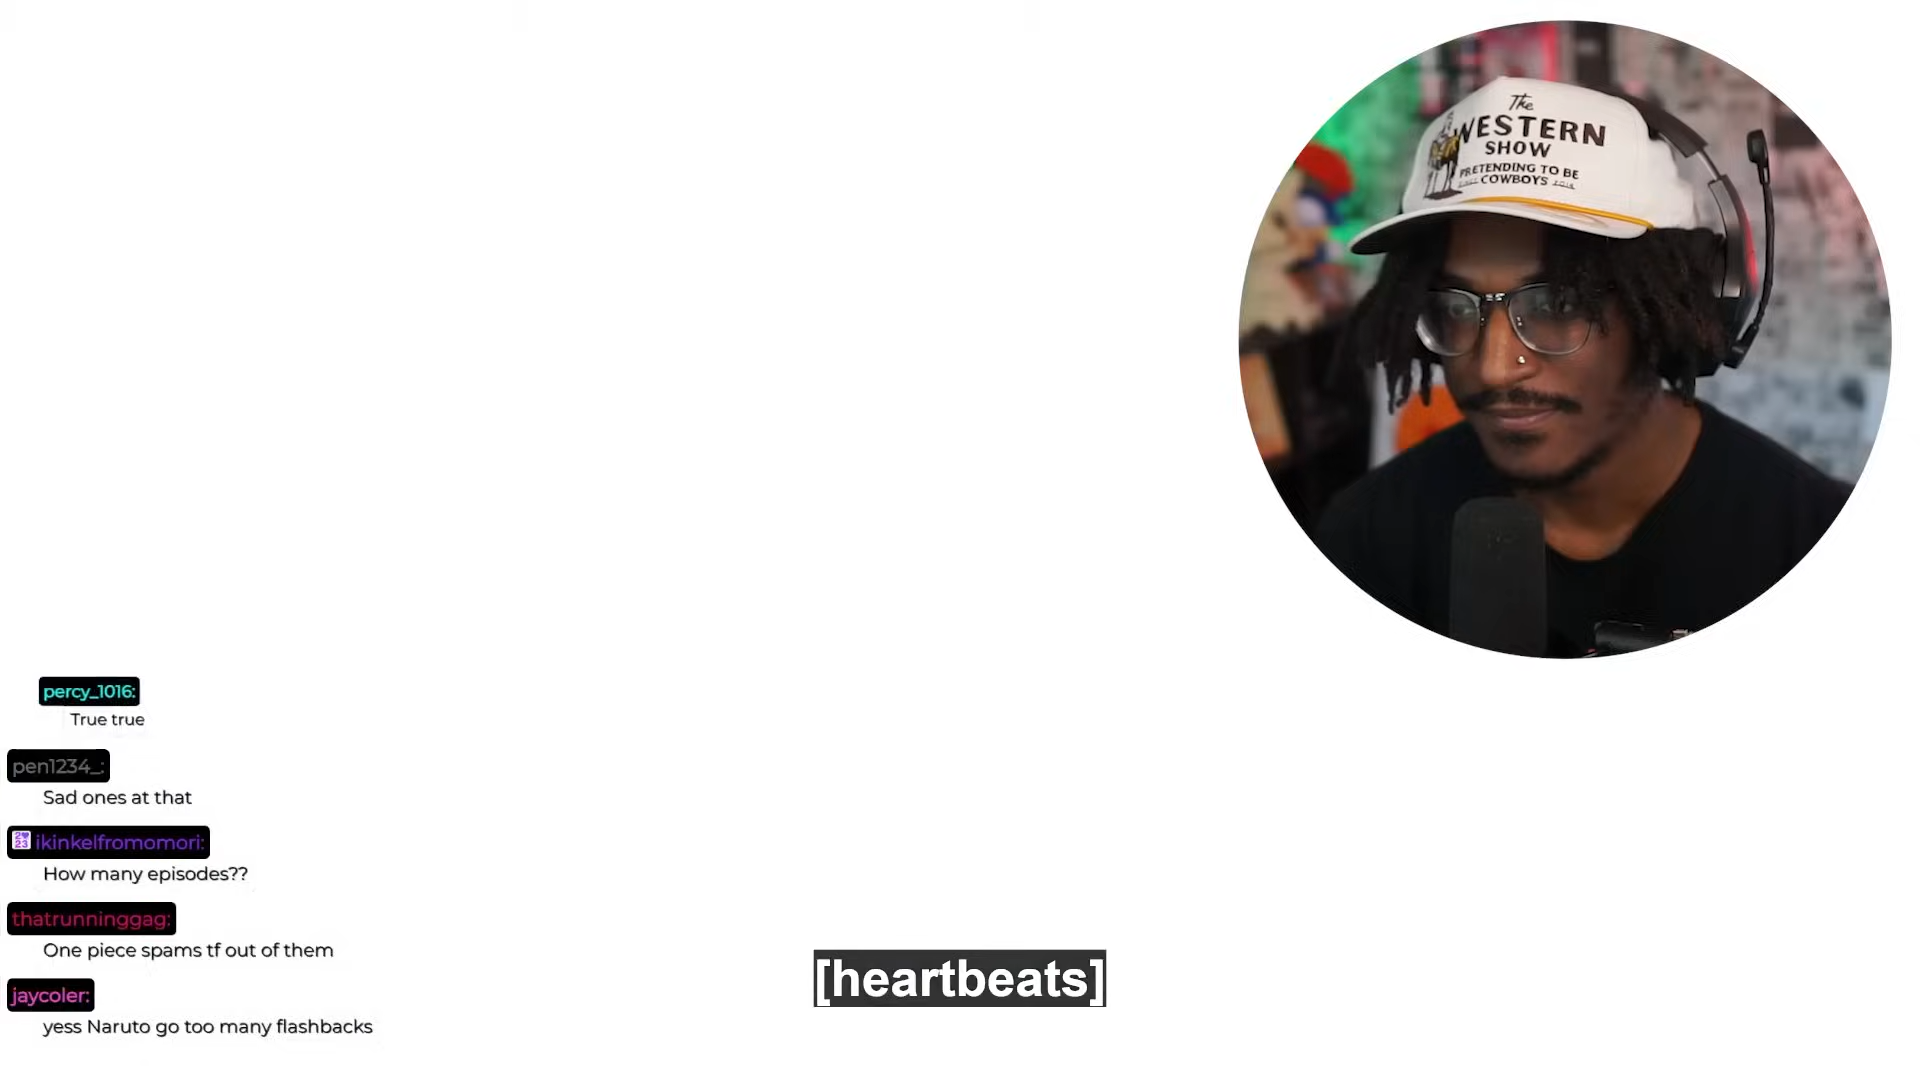 The
WESTERN
SHOW
PRETENDING TO BE
COWBOYS
percy_1016:
True true
pen1234_:
Sad ones at that
ikinkelfromomori:
How many episodes??
thatrunninggag:
One piece spams tf out of them
jaycoler:
yess Naruto go too many flashbacks
[heartbeats]